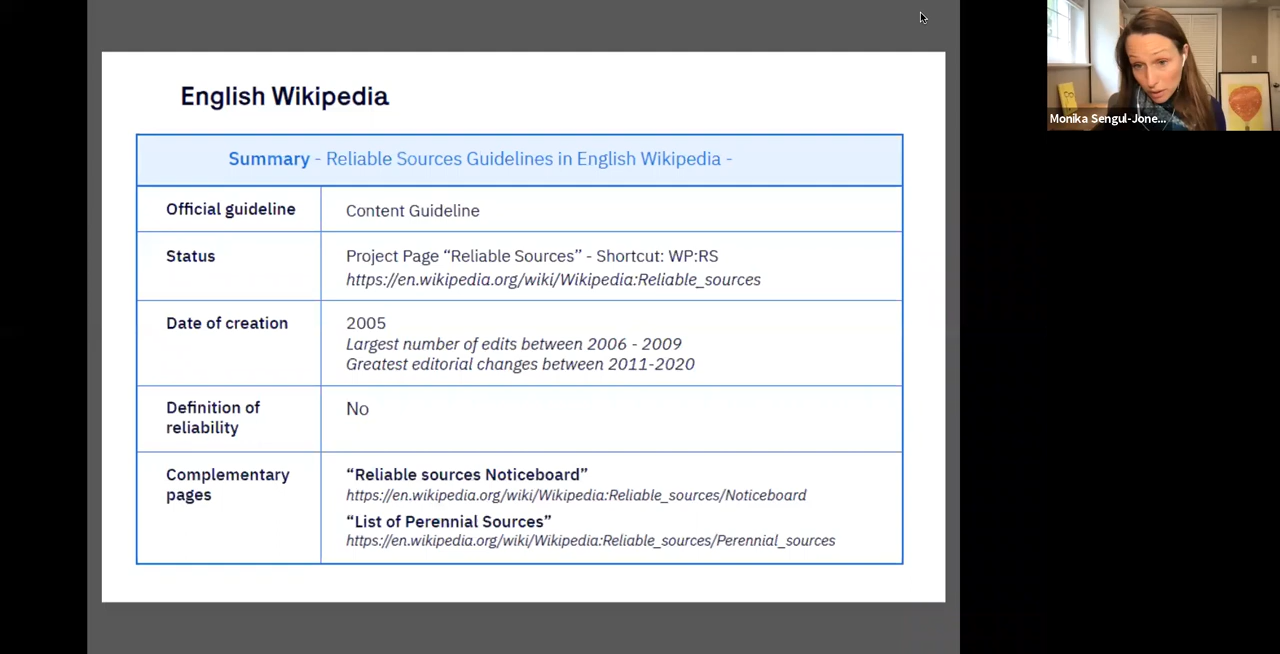 English Wikipedia
Summary - Reliable Sources Guidelines in English Wikipedia -
Official guideline
Content Guideline
Status
Project Page “Reliable Sources” - Shortcut: WP:RS
https://en.wikipedia.org/wiki/Wikipedia:Reliable_sources
Date of creation
2005
Largest number of edits between 2006 - 2009
Greatest editorial changes between 2011-2020
Definition of
reliability
No
Complementary
pages
“Reliable sources Noticeboard”
https://en.wikipedia.org/wiki/Wikipedia:Reliable_sources/Noticeboard
“List of Perennial Sources”
https://en.wikipedia.org/wiki/Wikipedia:Reliable_sources/Perennial_sources
Monika Sengul-Jone...